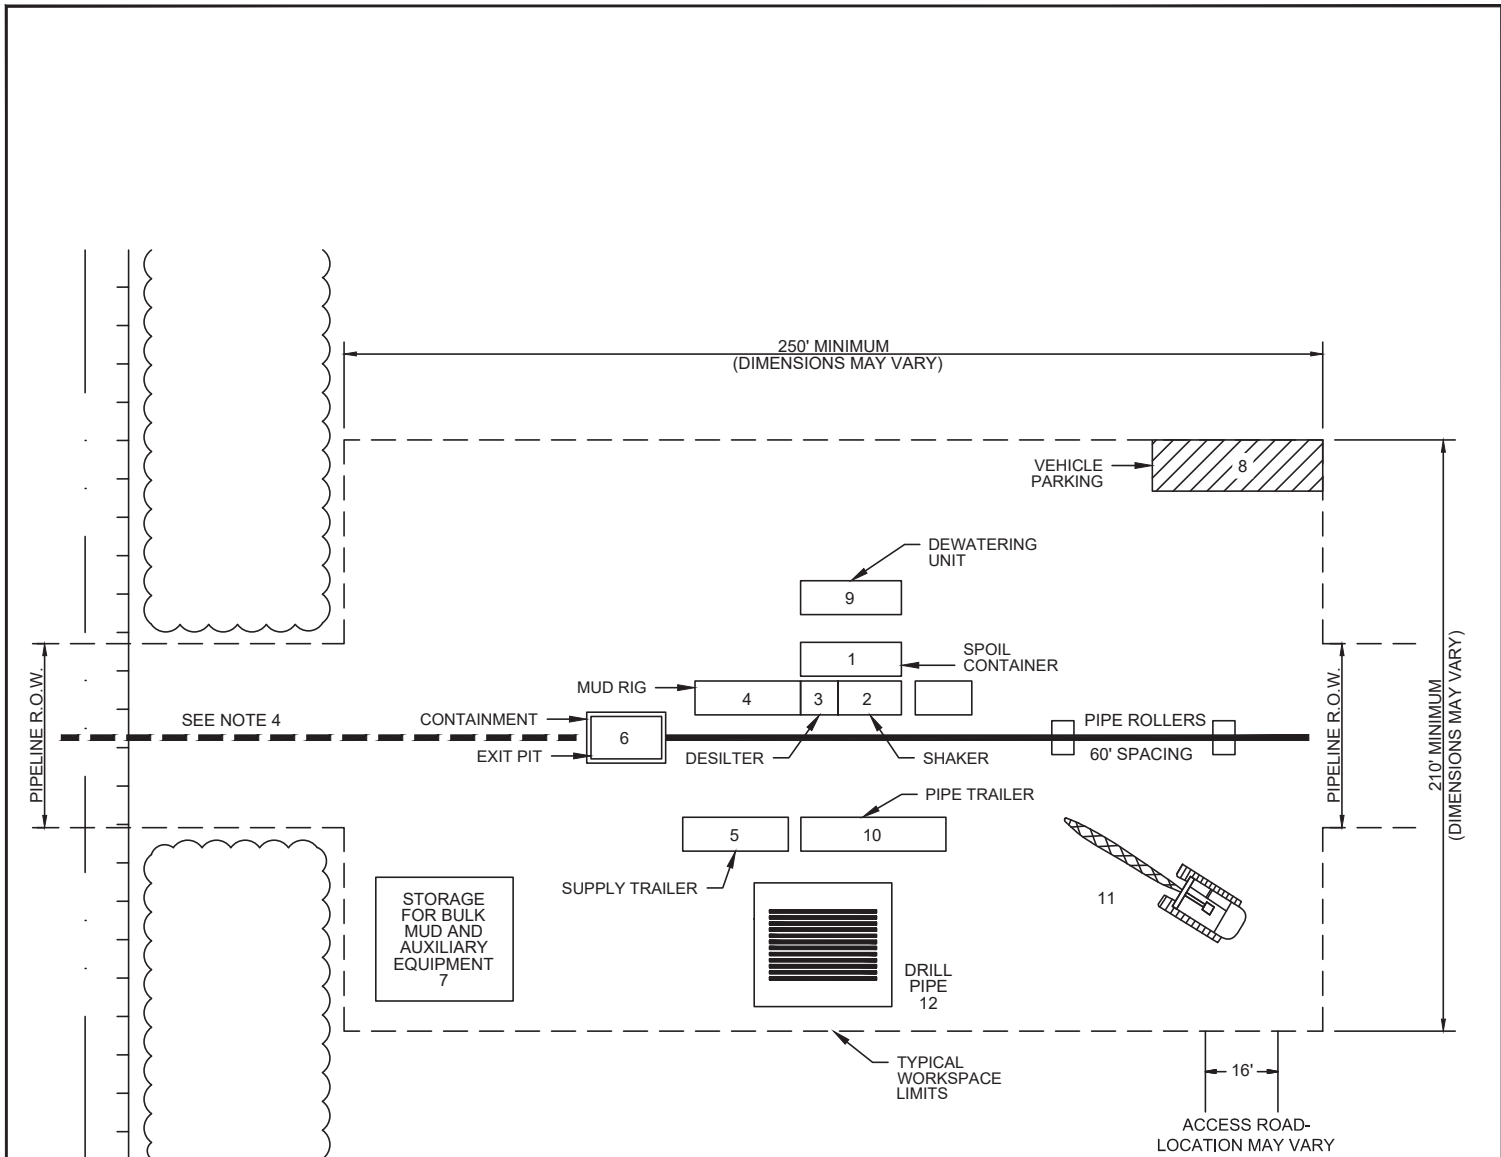 250' MINIMUM
(DIMENSIONS MAY VARY)
VEHICLE
PARKING
8
DEWATERING
UNIT
9
1
SPOIL
CONTAINER
MUD RIG
4
3
2
PIPELINE R.O.W.
SEE NOTE 4
CONTAINMENT
EXIT PIT
6
DESILTER
SHAKER
PIPE ROLLERS
60' SPACING
PIPELINE R.O.W.
210' MINIMUM
(DIMENSIONS MAY VARY)
PIPE TRAILER
5
10
SUPPLY TRAILER
STORAGE
FOR BULK
MUD AND
AUXILIARY
EQUIPMENT
7
11
DRILL
PIPE
12
TYPICAL
WORKSPACE
LIMITS
16'
ACCESS ROAD-
LOCATION MAY VARY